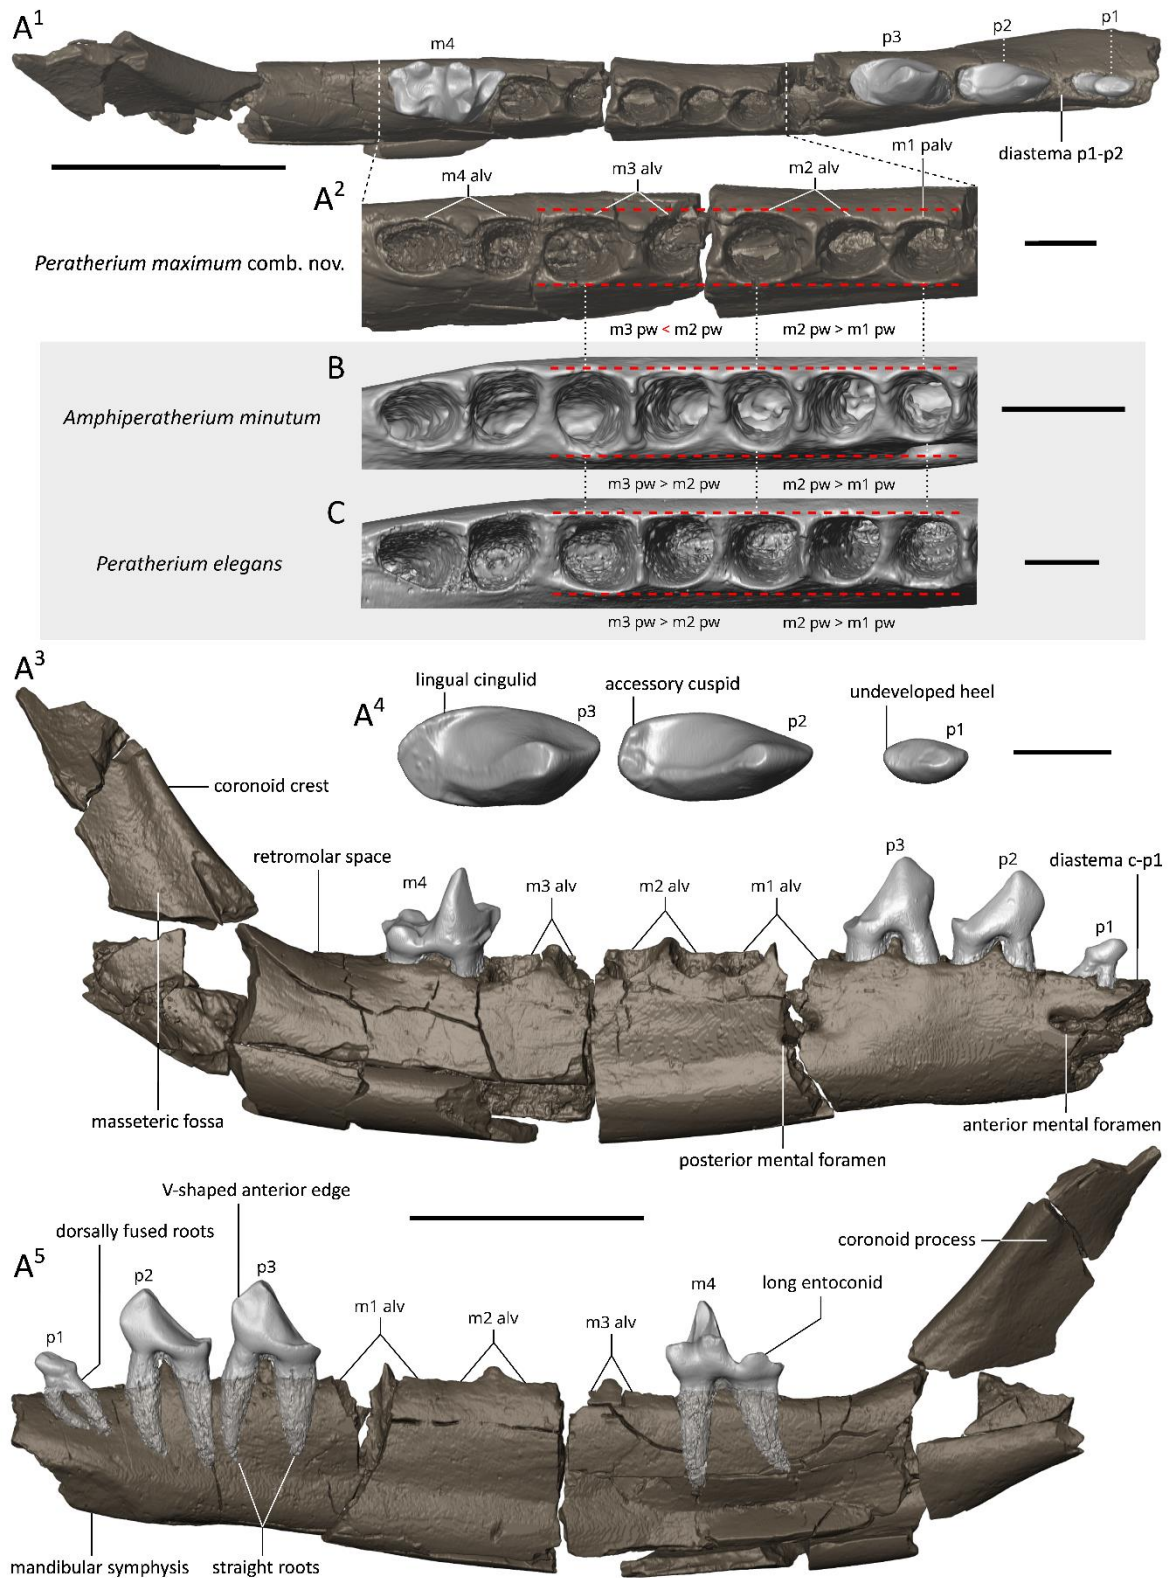 A1
m4
p3
p2
p1
diastema p1-p2
A2
m4 alv
m3 alv
m2 alv
m1 palv
Peratherium maximum comb. nov.
m3 pw < m2 pw
m2 pw > m1 pw
B
Amphiperatherium minutum
m3 pw > m2 pw
m2 pw > m1 pw
C
Peratherium elegans
m3 pw > m2 pw
m2 pw > m1 pw
A3
A4
lingual cingulid
p3
accessory cuspid
p2
undeveloped heel
p1
coronoid crest
retromolar space
m4
m3 alv
m2 alv
m1 alv
p3
p2
diastema c-p1
p1
masseteric fossa
posterior mental foramen
anterior mental foramen
A5
V-shaped anterior edge
dorsally fused roots
p1
p2
p3
m1 alv
m2 alv
m3 alv
m4
long entoconid
coronoid process
mandibular symphysis
straight roots